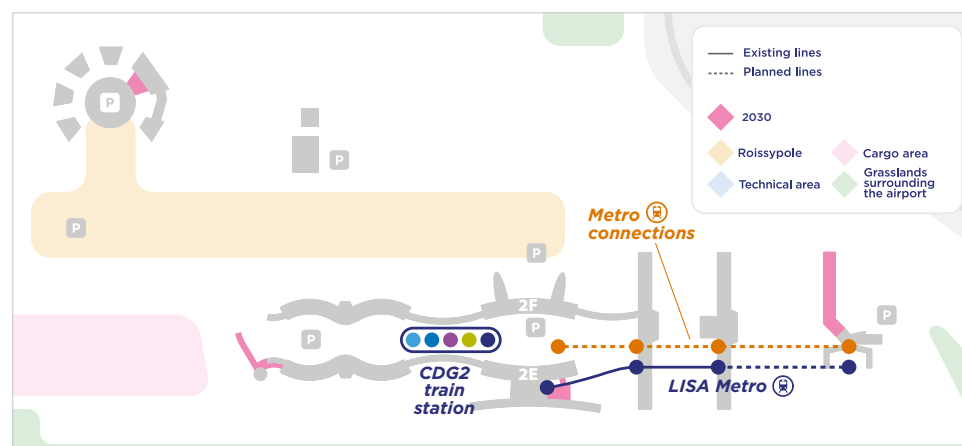 Existing lines
Planned lines
2030
Roissypole
Cargo area
Technical area
Grasslands
surrounding
the airport
P
P
P
P
Metro
connections
2F
P
P
P
CDG2
train
station
2E
LISA Metro